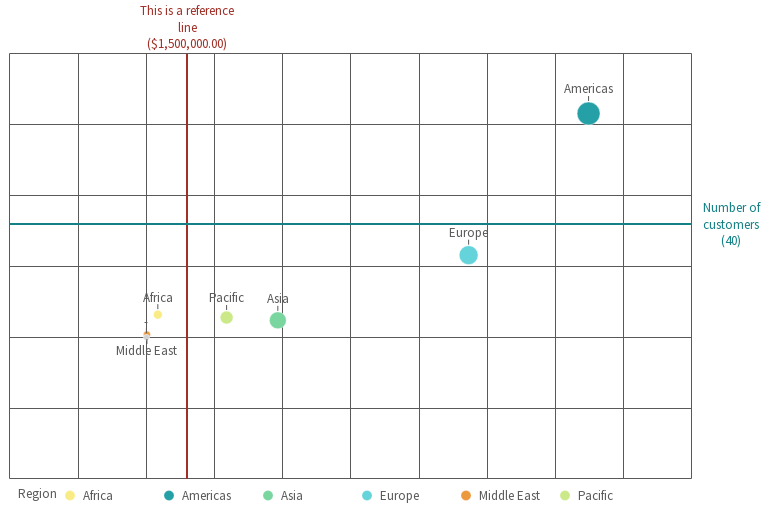 This is a reference
line
($1,500,000.00)
Americas
Number of
customers
(40)
Europe
Africa
Pacific
Asia
Middle East
Region
Africa
Americas
Asia
Europe
Middle East
Pacific